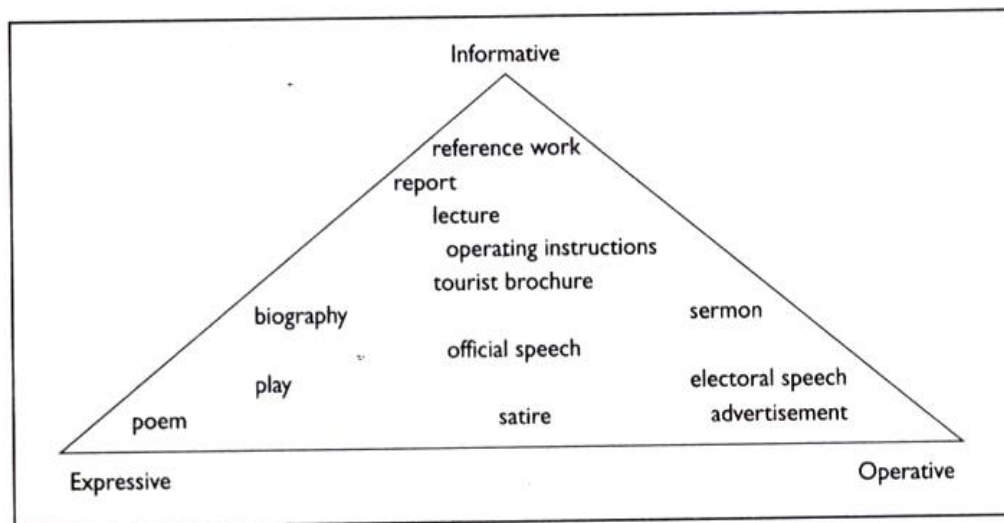 Informative
reference work
report
lecture
operating instructions
tourist brochure
biography
sermon
official speech
play
electoral speech
poem
satire
advertisement
Expressive
Operative